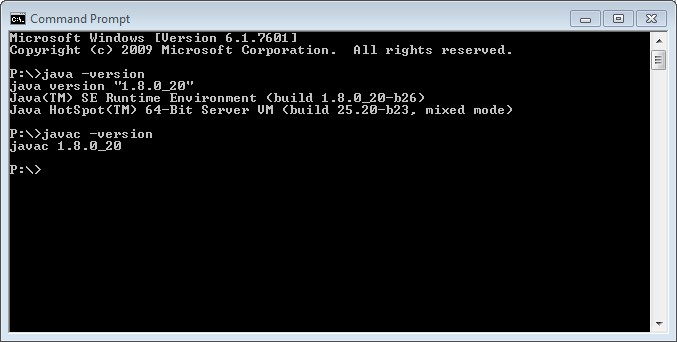 Command Prompt
Microsoft Windows [Version 6.1.7601]
Copyright (c) 2009 Microsoft Corporation.  All rights reserved.
P:\>java -version
java version "1.8.0_20"
Java(TM) SE Runtime Environment (build 1.8.0_20-b26)
Java HotSpot(TM) 64-Bit Server VM (build 25.20-b23, mixed mode)
P:\>javac -version
javac 1.8.0_20
P:\>